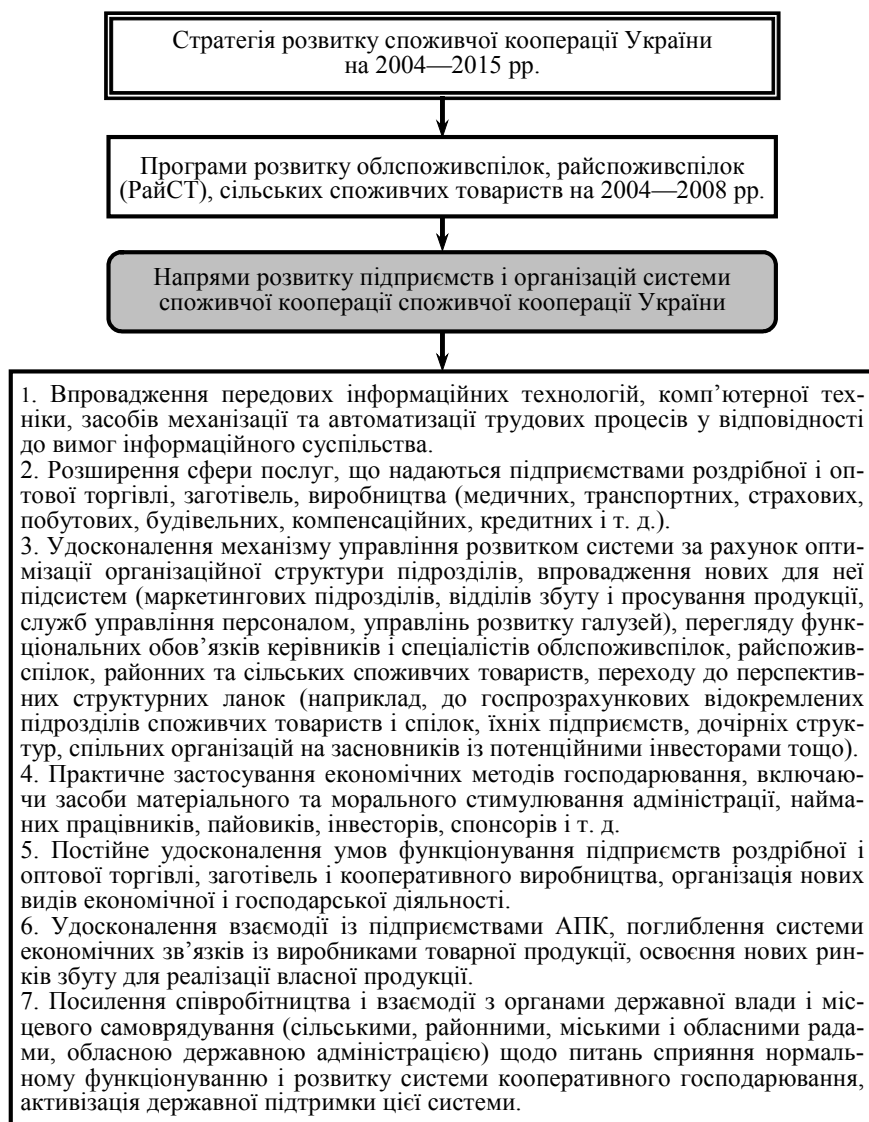 Стратегія розвитку споживчої кооперації України
на 2004—2015 рр.
Програми розвитку облспоживспілок, райспоживспілок
(РайСТ), сільських споживчих товариств на 2004—2008 рр.
Напрями розвитку підприємств і організацій системи
споживчої кооперації споживчої кооперації України
1. Впровадження передових інформаційних технологій, комп’ютерної тех-
ніки, засобів механізації та автоматизації трудових процесів у відповідності
до вимог інформаційного суспільства.
2. Розширення сфери послуг, що надаються підприємствами роздрібної і оп-
тової торгівлі, заготівель, виробництва (медичних, транспортних, страхових,
побутових, будівельних, компенсаційних, кредитних і т. д.).
3. Удосконалення механізму управління розвитком системи за рахунок опти-
мізації організаційної структури підрозділів, впровадження нових для неї
підсистем (маркетингових підрозділів, відділів збуту і просування продукції,
служб управління персоналом, управлінь розвитку галузей), перегляду функ-
ціональних обов’язків керівників і спеціалістів облспоживспілок, райспожив-
спілок, районних та сільських споживчих товариств, переходу до перспектив-
них структурних ланок (наприклад, до госпрозрахункових відокремлених
підрозділів споживчих товариств і спілок, їхніх підприємств, дочірніх струк-
тур, спільних організацій на засновників із потенційними інвесторами тощо).
4. Практичне застосування економічних методів господарювання, включаю-
чи засоби матеріального та морального стимулювання адміністрації, найма-
них працівників, пайовиків, інвесторів, спонсорів і т. д.
5. Постійне удосконалення умов функціонування підприємств роздрібної і
оптової торгівлі, заготівель і кооперативного виробництва, організація нових
видів економічної і господарської діяльності.
6. Удосконалення взаємодії із підприємствами АПК, поглиблення системи
економічних зв’язків із виробниками товарної продукції, освоєння нових рин-
ків збуту для реалізації власної продукції.
7. Посилення співробітництва і взаємодії з органами державної влади і міс-
цевого самоврядування (сільськими, районними, міськими і обласними рада-
ми, обласною державною адміністрацією) щодо питань сприяння нормаль-
ному функціонуванню і розвитку системи кооперативного господарювання,
активізація державної підтримки цієї системи.